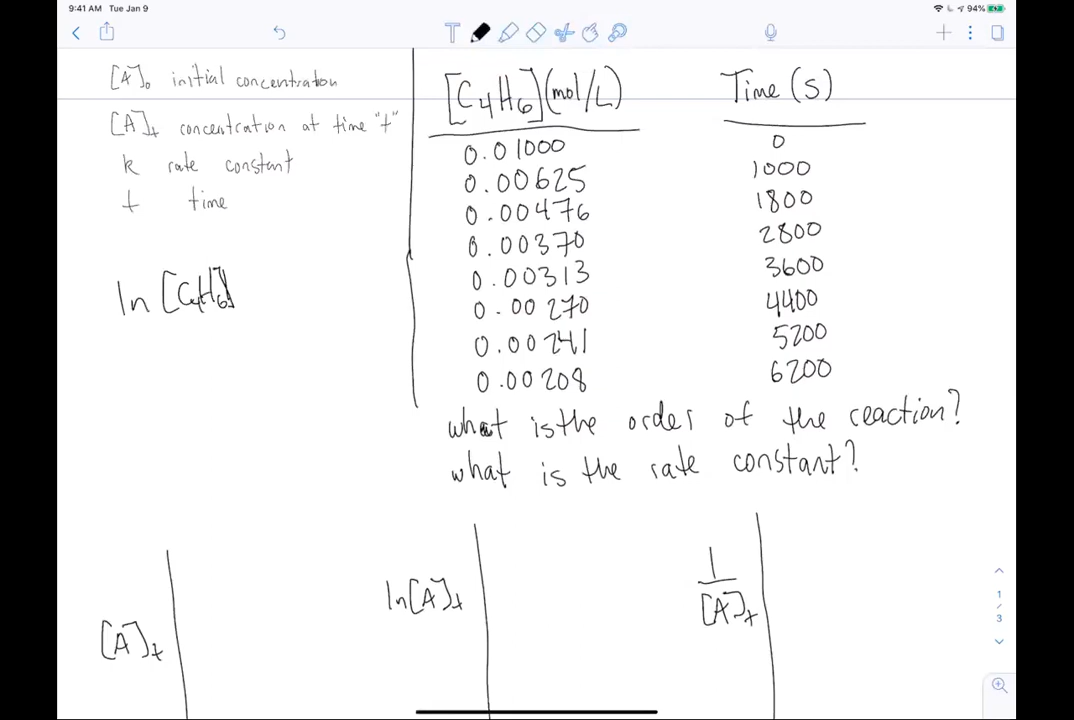 9:41 AM Tue Jan 9
94%
[A]₀ initial concentration
[A]t concentration at time "t"
k rate constant
t time
ln [C₄H₆]
[C₄H₆](mol/L) Time (s)
0.01000 0
0.00625 1000
0.00476 1800
0.00370 2800
0.00313 3600
0.00270 4400
0.00241 5200
0.00208 6200
what is the order of the reaction?
what is the rate constant?
[A]t
ln[A]t
1
[A]t
1
/
3